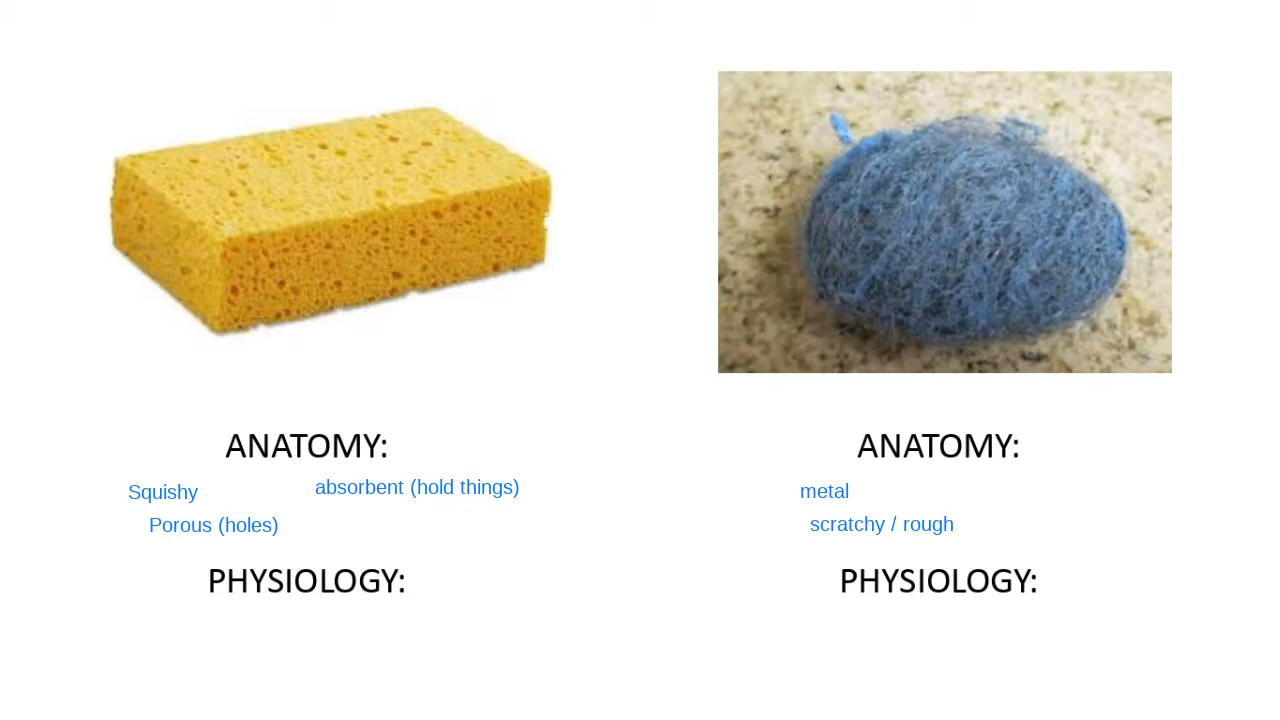 ANATOMY:
Squishy
absorbent (hold things)
Porous (holes)
PHYSIOLOGY:
ANATOMY:
metal
scratchy / rough
PHYSIOLOGY: